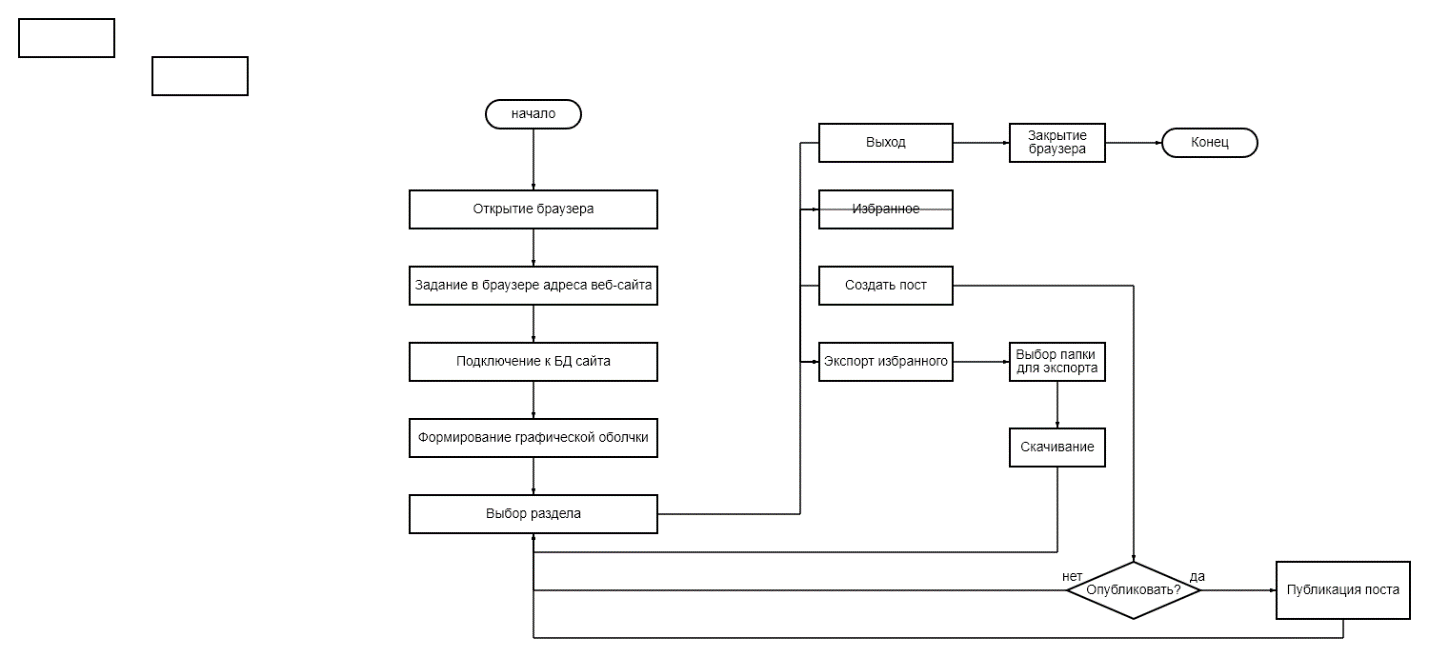 начало
Открытие браузера
Задание в браузере адреса веб-сайта
Подключение к БД сайта
Формирование графической оболчки
Выбор раздела
Выход
Закрытие
браузера
Конец
Избранное
Создать пост
Экспорт избранного
Выбор папки
для экспорта
Скачивание
нет
Опубликовать?
да
Публикация поста